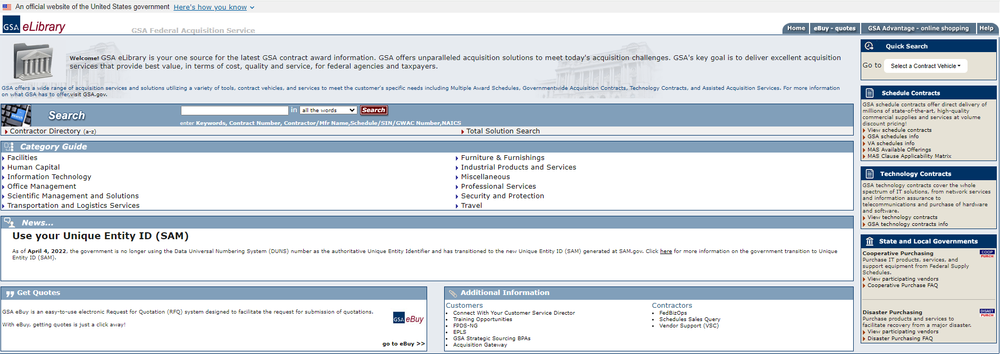 An official website of the United States government Here's how you know
GSA eLibrary
GSA Federal Acquisition Service
Home
eBuy - quotes
GSA Advantage - online shopping
Help
Welcome! GSA eLibrary is your one source for the latest GSA contract award information. GSA offers unparalleled acquisition solutions to meet today's acquisition challenges. GSA's key goal is to deliver excellent acquisition
services that provide best value, in terms of cost, quality and service, for federal agencies and taxpayers.
GSA offers a wide range of acquisition services and solutions utilizing a variety of tools, contract vehicles, and services to meet the customer's specific needs including Multiple Award Schedules, Governmentwide Acquisition Contracts, Technology Contracts, and Assisted Acquisition Services. For more information
on what GSA has to offer,visit GSA.gov.
Search
in all the words Search
enter Keywords, Contract Number, Contractor/Mfr Name,Schedule/SIN/GWAC Number,NAICS
Contractor Directory (a-z)
Total Solution Search
Category Guide
Facilities
Human Capital
Information Technology
Office Management
Scientific Management and Solutions
Transportation and Logistics Services
Furniture & Furnishings
Industrial Products and Services
Miscellaneous
Professional Services
Security and Protection
Travel
News...
Use your Unique Entity ID (SAM)
As of April 4, 2022, the government is no longer using the Data Universal Numbering System (DUNS) number as the authoritative Unique Entity Identifier and has transitioned to the new Unique Entity ID (SAM) generated at SAM.gov. Click here for more information on the government transition to Unique
Entity ID (SAM).
Get Quotes
GSA eBuy is an easy-to-use electronic Request for Quotation (RFQ) system designed to facilitate the request for submission of quotations.
With eBuy, getting quotes is just a click away!
GSA eBuy
go to eBuy >>
Additional Information
Customers
Connect With Your Customer Service Director
Training Opportunities
FPDS-NG
EPLS
GSA Strategic Sourcing BPAs
Acquisition Gateway
Contractors
FedBizOps
Schedules Sales Query
Vendor Support (VSC)
Quick Search
Go to Select a Contract Vehicle
Schedule Contracts
GSA schedule contracts offer direct delivery of
millions of state-of-the-art, high-quality
commercial supplies and services at volume
discount pricing!
View schedule contracts
GSA schedules info
VA schedules info
MAS Available Offerings
MAS Clause Applicability Matrix
Technology Contracts
GSA technology contracts cover the whole
spectrum of IT solutions, from network services
and information assurance to
telecommunications and purchase of hardware
and software.
View technology contracts
GSA technology contracts info
State and Local Governments
Cooperative Purchasing
COOP
PURCH
Purchase IT products, services, and
support equipment from Federal Supply
Schedules.
View participating vendors
Cooperative Purchase FAQ
Disaster Purchasing
DISAST
PURCH
Purchase products and services to
facilitate recovery from a major disaster.
View participating vendors
Disaster Purchasing FAQ